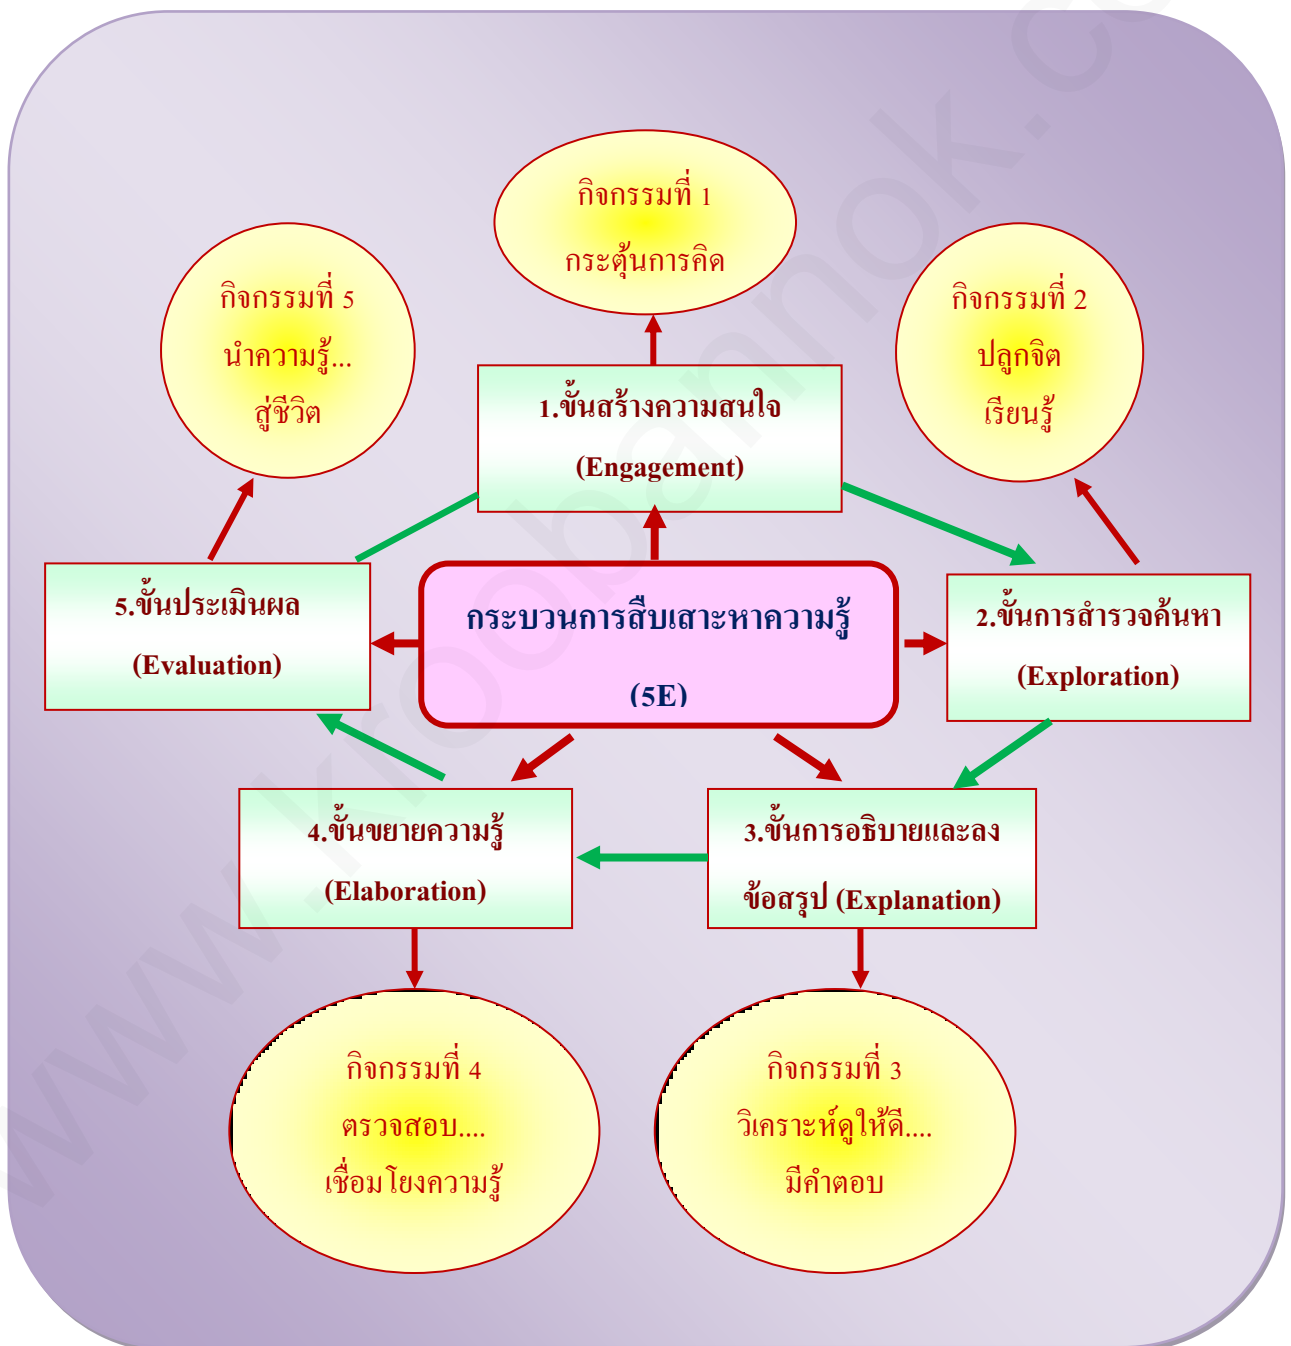 กิจกรรมที่ 1
กระตุ้นการคิด
กิจกรรมที่ 5
นำความรู้...
สู่ชีวิต
กิจกรรมที่ 2
ปลูกจิต
เรียนรู้
1.ขั้นสร้างความสนใจ
(Engagement)
5.ขั้นประเมินผล
(Evaluation)
กระบวนการสืบเสาะหาความรู้
(5E)
2.ขั้นการสำรวจค้นหา
(Exploration)
4.ขั้นขยายความรู้
(Elaboration)
3.ขั้นการอธิบายและลง
ข้อสรุป (Explanation)
กิจกรรมที่ 4
ตรวจสอบ....
เชื่อมโยงความรู้
กิจกรรมที่ 3
วิเคราะห์ดูให้ดี....
มีคำตอบ
www.kroobannok.co